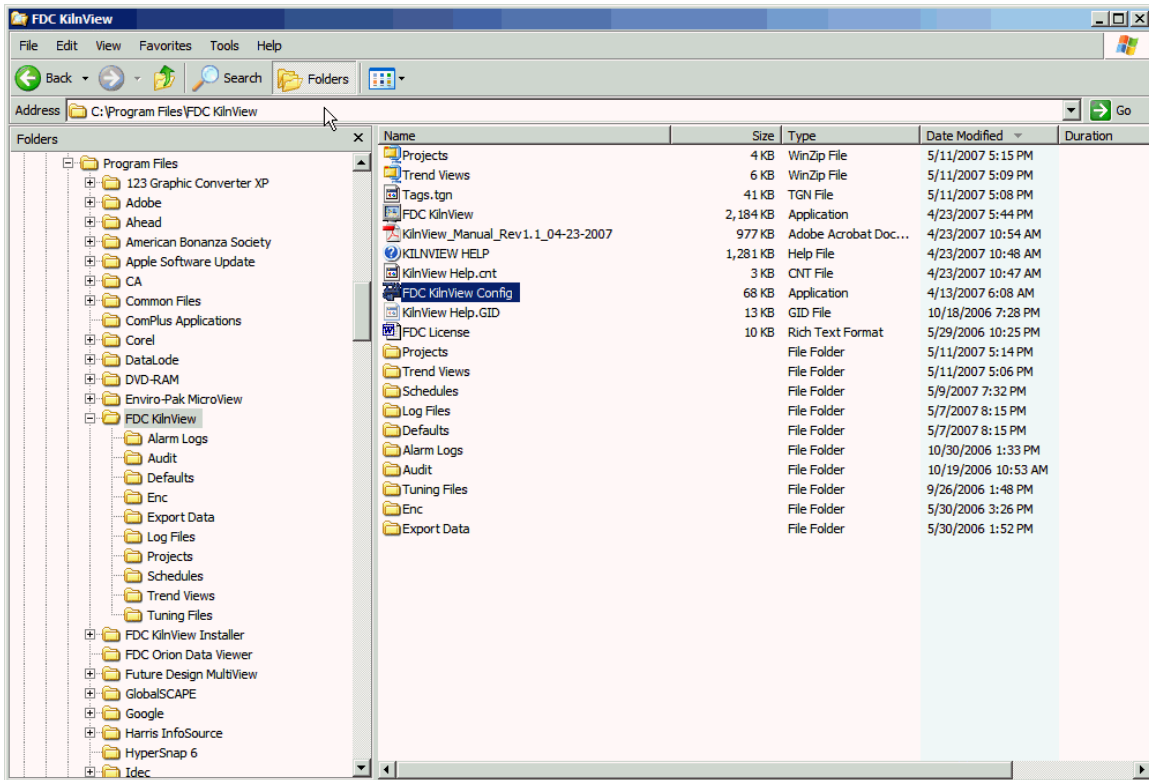 FDC KilnView
File Edit View Favorites Tools Help
Back Search Folders
Address C:\Program Files\FDC KilnView Go
Folders x
Program Files
123 Graphic Converter XP
Adobe
Ahead
American Bonanza Society
Apple Software Update
CA
Common Files
ComPlus Applications
Corel
DataLode
DVD-RAM
Enviro-Pak MicroView
FDC KilnView
Alarm Logs
Audit
Defaults
Enc
Export Data
Log Files
Projects
Schedules
Trend Views
Tuning Files
FDC KilnView Installer
FDC Orion Data Viewer
Future Design MultiView
GlobalSCAPE
Google
Harris InfoSource
HyperSnap 6
Idec
Name Size Type Date Modified Duration
Projects 4 KB WinZip File 5/11/2007 5:15 PM
Trend Views 6 KB WinZip File 5/11/2007 5:09 PM
Tags.tgn 41 KB TGN File 5/11/2007 5:08 PM
FDC KilnView 2,184 KB Application 4/23/2007 5:44 PM
KilnView_Manual_Rev1.1_04-23-2007 977 KB Adobe Acrobat Doc... 4/23/2007 10:54 AM
KILNVIEW HELP 1,281 KB Help File 4/23/2007 10:48 AM
KilnView Help.cnt 3 KB CNT File 4/23/2007 10:47 AM
FDC KilnView Config 68 KB Application 4/13/2007 6:08 AM
KilnView Help.GID 13 KB GID File 10/18/2006 7:28 PM
FDC License 10 KB Rich Text Format 5/29/2006 10:25 PM
Projects File Folder 5/11/2007 5:14 PM
Trend Views File Folder 5/11/2007 5:06 PM
Schedules File Folder 5/9/2007 7:32 PM
Log Files File Folder 5/7/2007 8:15 PM
Defaults File Folder 5/7/2007 8:15 PM
Alarm Logs File Folder 10/30/2006 1:33 PM
Audit File Folder 10/19/2006 10:53 AM
Tuning Files File Folder 9/26/2006 1:48 PM
Enc File Folder 5/30/2006 3:26 PM
Export Data File Folder 5/30/2006 1:52 PM